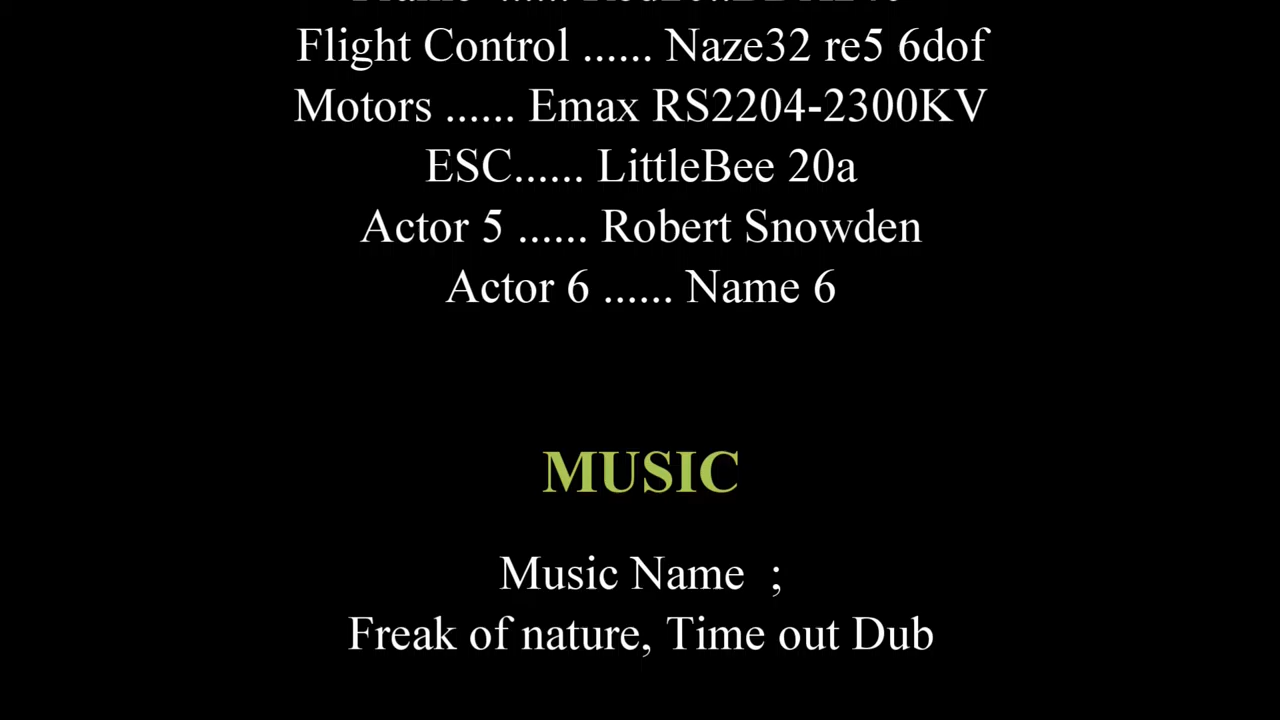 Flight Control ...... Naze32 re5 6dof
Motors ...... Emax RS2204-2300KV
ESC...... LittleBee 20a
Actor 5 ...... Robert Snowden
Actor 6 ...... Name 6
MUSIC
Music Name  ;
Freak of nature, Time out Dub